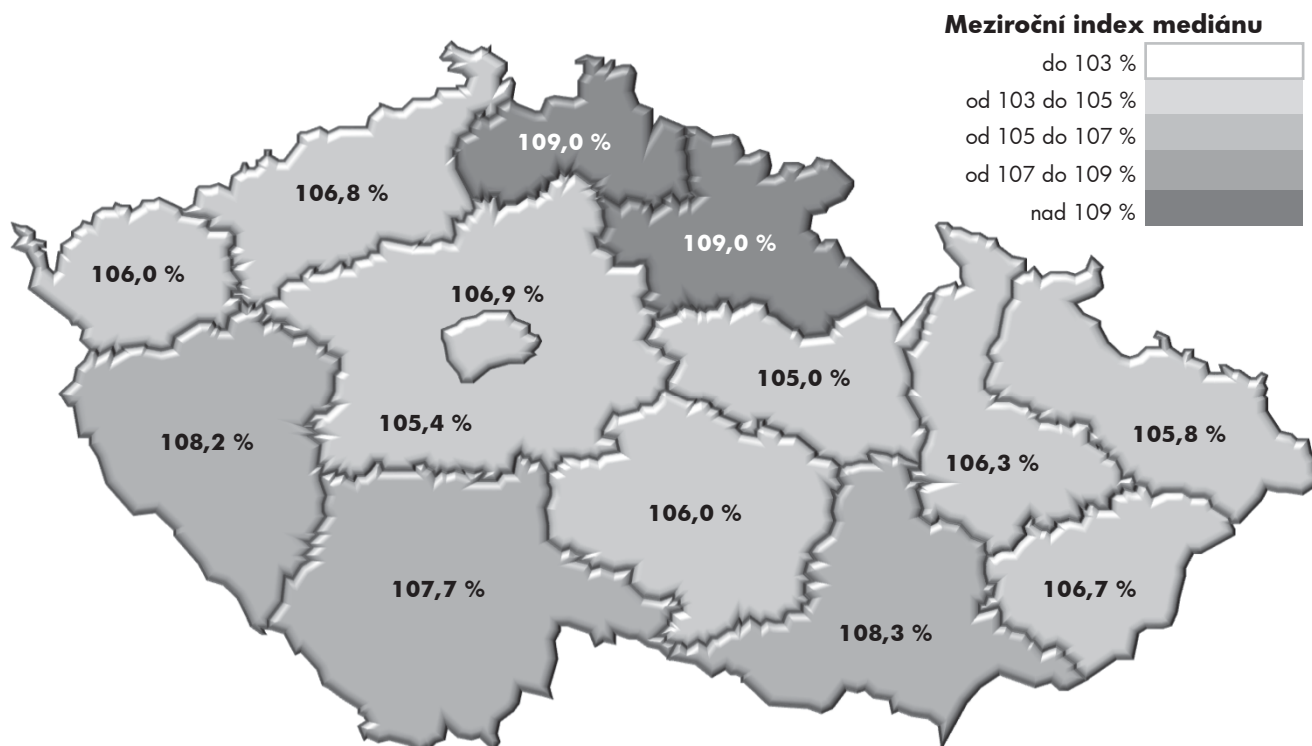 Meziroční index mediánu
do 103 %
od 103 do 105 %
od 105 do 107 %
od 107 do 109 %
nad 109 %
109,0 %
106,8 %
109,0 %
106,0 %
106,9 %
105,0 %
105,4 %
108,2 %
105,8 %
106,3 %
106,0 %
107,7 %
106,7 %
108,3 %